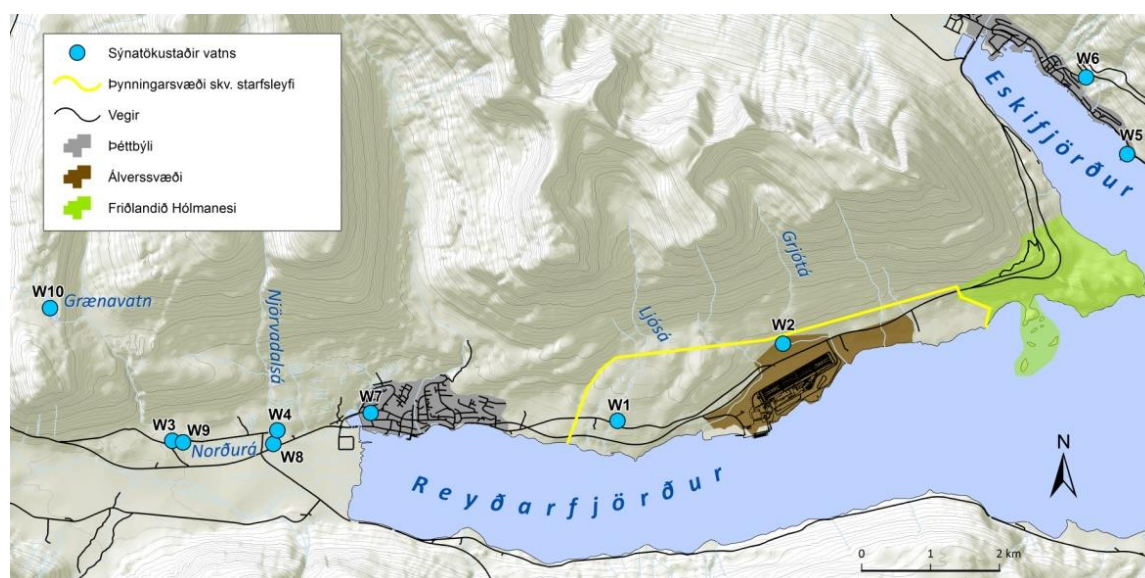 Sýnatökustaðir vatns
Þynningarsvæði skv. starfsleyfi
Vegir
Þéttbýli
Álverssvæði
Friðlandið Hólmanesi
W6
W5
Eskifjörður
W10
Grænavatn
Njörvadalsá
Ljósá
Grjótá
W2
W7
W1
W3
W9
W4
W8
Norðurá
Reyðarfjörður
N
0 1 2 km